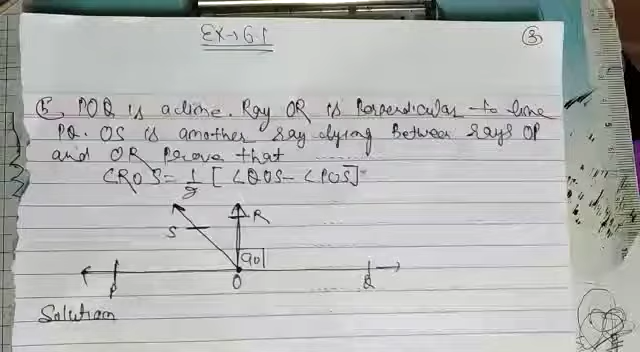 EX→6.1
3
5 POQ is a line. Ray OR is Perpendicular to line
PQ. OS is another Ray lying Between rays OP
and OR prove that
∠ROS = 1/2 [∠QOS - ∠POS]
S
R
90
P
O
Q
Solution